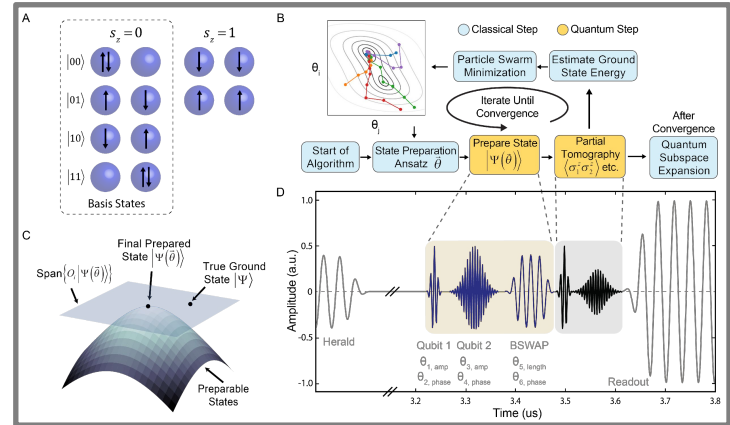 A
s_z=0
s_z=1
|00⟩
|01⟩
|10⟩
|11⟩
Basis States
B
Classical Step
Quantum Step
θ_i
θ_j
Particle Swarm
Minimization
Estimate Ground
State Energy
Iterate Until
Convergence
Start of
Algorithm
State Preparation
Ansatz θ⃗
Prepare State
|Ψ(θ⃗)⟩
Partial
Tomography
⟨σ₁ᶻσ₂ᶻ⟩ etc.
After
Convergence
Quantum
Subspace
Expansion
C
Final Prepared
State |Ψ(θ⃗)⟩
Span{O_i|Ψ(θ⃗)⟩}
True Ground
State |Ψ⟩
Preparable
States
D
Amplitude (a.u.)
1.0
0.5
0.0
-0.5
-1.0
Herald
Qubit 1
Qubit 2
BSWAP
θ_1, amp
θ_3, amp
θ_5, length
θ_2, phase
θ_4, phase
θ_6, phase
Readout
3.2
3.3
3.4
3.5
3.6
3.7
3.8
Time (us)